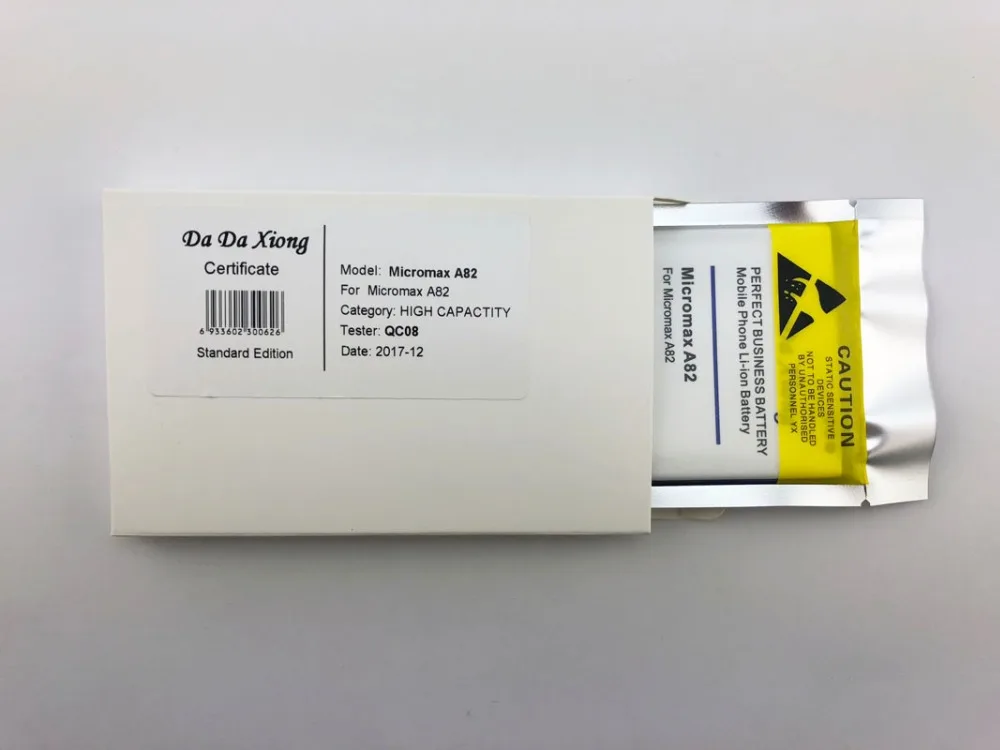 Da Da Xiong
Certificate
6 933602 300626
Standard Edition
Model: Micromax A82
For Micromax A82
Category: HIGH CAPACTITY
Tester: QC08
Date: 2017-12
CAUTION
STATIC SENSITIVE
DEVICES
NOT TO BE HANDLED
BY UNAUTHORISED
PERSONNEL YX
PERFECT BUSINESS BATTERY
Mobile Phone Li-ion Battery
Micromax A82
For Micromax A82